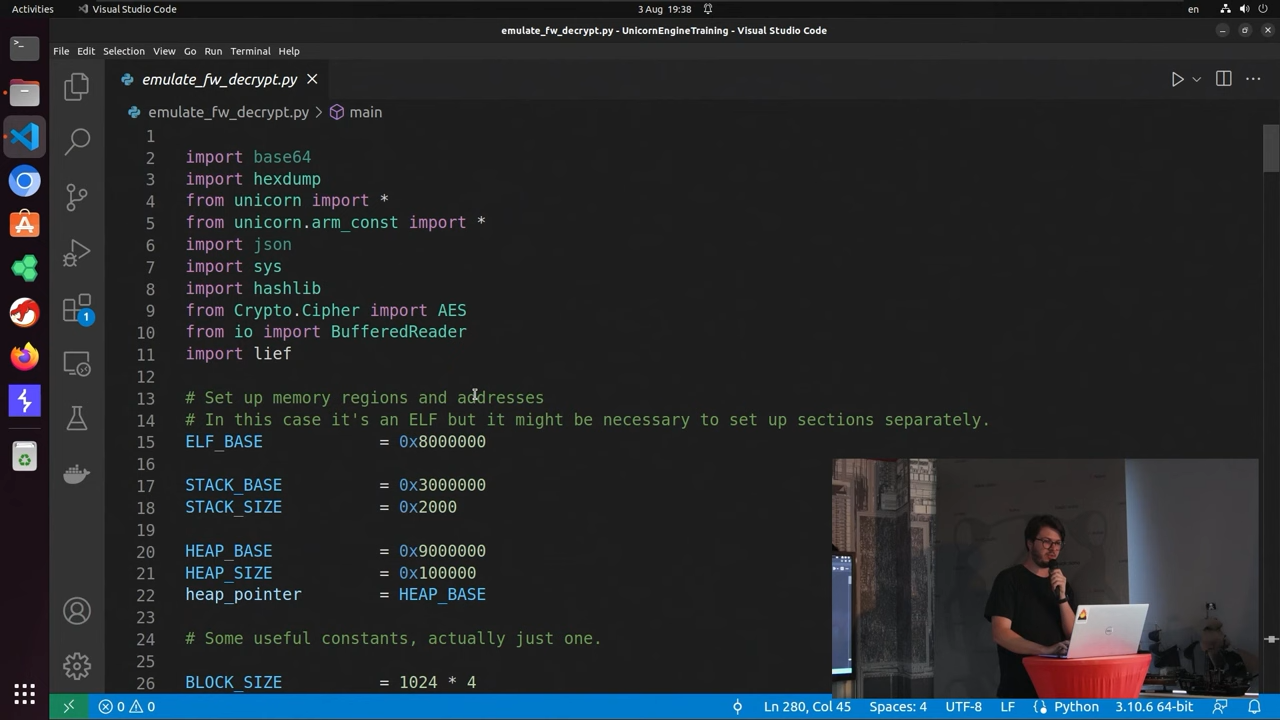 Activities
Visual Studio Code
3 Aug 19:38
en
emulate_fw_decrypt.py - UnicornEngineTraining - Visual Studio Code
File Edit Selection View Go Run Terminal Help
emulate_fw_decrypt.py
emulate_fw_decrypt.py > main
1
2 import base64
3 import hexdump
4 from unicorn import *
5 from unicorn.arm_const import *
6 import json
7 import sys
8 import hashlib
9 from Crypto.Cipher import AES
10 from io import BufferedReader
11 import lief
12
13 # Set up memory regions and addresses
14 # In this case it's an ELF but it might be necessary to set up sections separately.
15 ELF_BASE = 0x8000000
16
17 STACK_BASE = 0x3000000
18 STACK_SIZE = 0x2000
19
20 HEAP_BASE = 0x9000000
21 HEAP_SIZE = 0x100000
22 heap_pointer = HEAP_BASE
23
24 # Some useful constants, actually just one.
25
26 BLOCK_SIZE = 1024 * 4
1
0 0
Ln 280, Col 45
Spaces: 4
UTF-8
LF
Python
3.10.6 64-bit